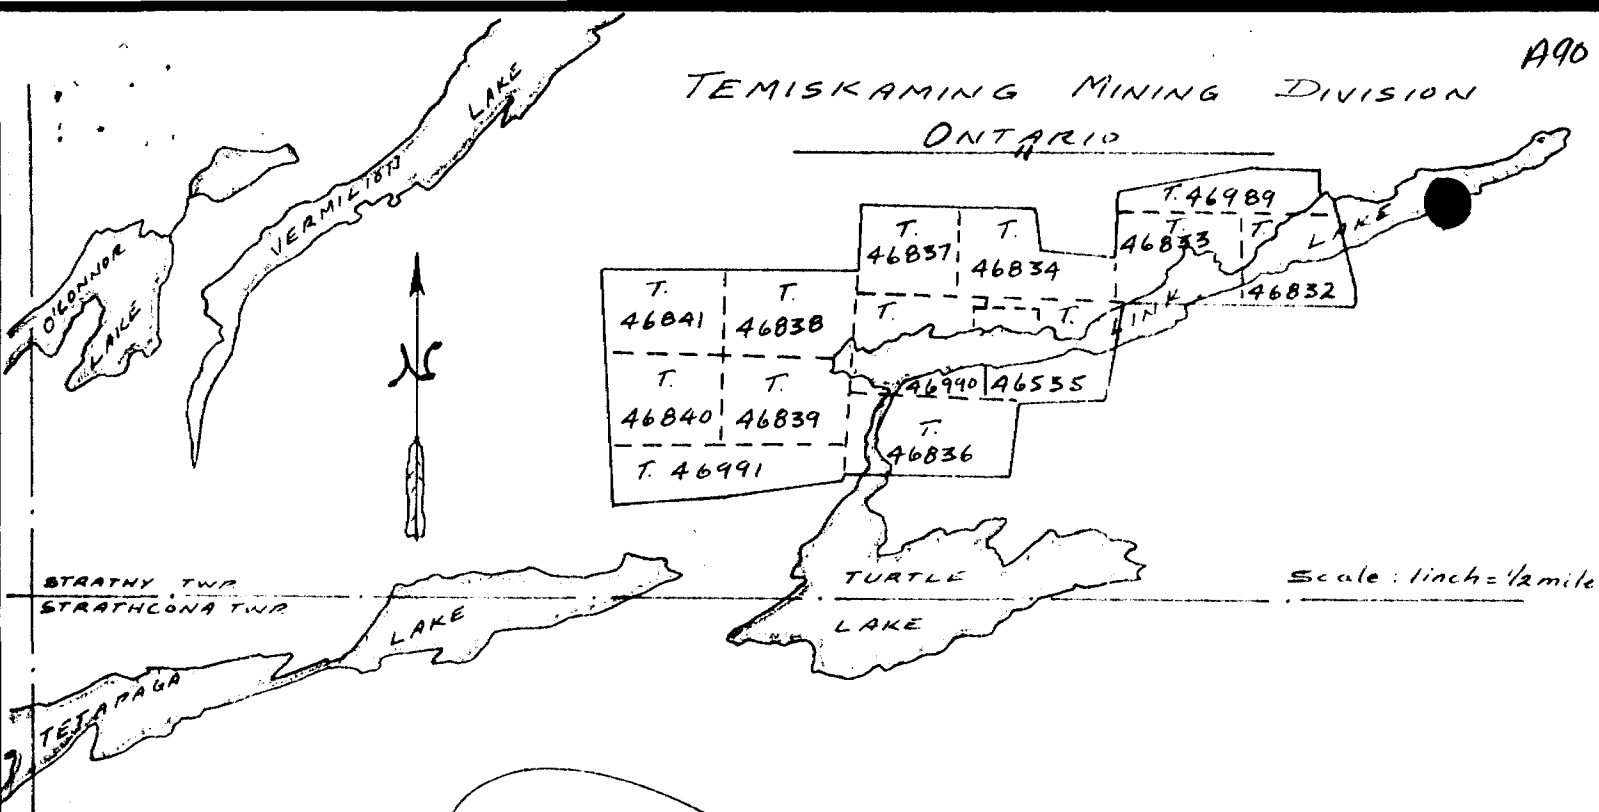 A90
TEMISKAMING MINING DIVISION
ONTARIO
VERMILION LAKE
O'CONNOR
LAKE
N
T. 46989
T.
46837
T.
46834
T.
46833
T.
46832
LINK LAKE
T.
46841
T.
46838
T.
46990
T.
46535
T.
46840
T.
46839
T.
46836
T. 46991
STRATHY TWP.
STRATHCONA TWP.
TURTLE
LAKE
Scale: 1inch = 1/2 mile
TETAPAGA LAKE